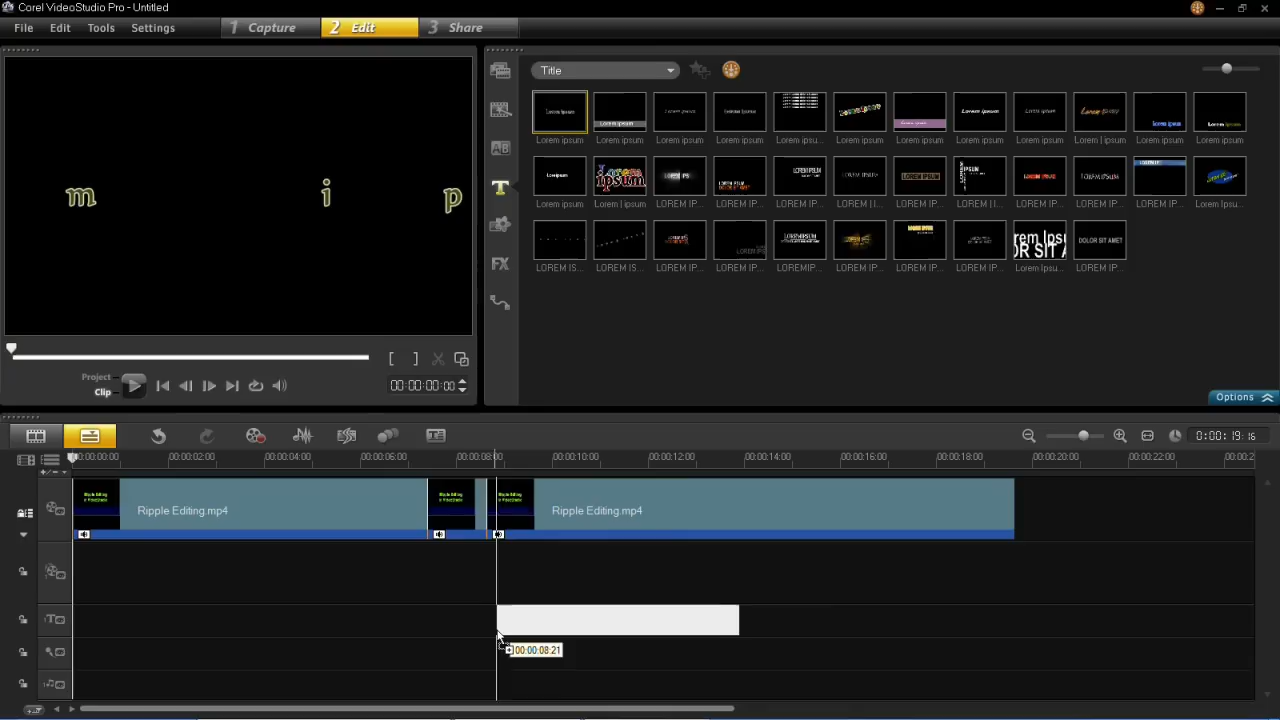 Corel VideoStudio Pro - Untitled
File Edit Tools Settings 1 Capture 2 Edit 3 Share
Title
m i p
Lorem ipsum Lorem ipsum Lorem ipsum Lorem ipsum Lorem ipsu... Lorem ipsum Lorem ipsum Lorem ipsum Lorem ipsum Lorem | ipsum Lorem ipsum Lorem ipsum
Lorem ipsum Lorem | ipsum LOREM IP... LOREM IP... LOREM IP... LOREM | I... LOREM IP... LOREM | I... LOREM IP... LOREM IP... LOREM IP... Lorem Ipsu...
LOREM IS... LOREM IS... LOREM IP... LOREM IP... LOREMIP... LOREM IP... LOREM IP... LOREM IP... Lorem Ipsu... LOREM IP...
Project
Clip
[ ] 00:00:00:00
Options
0:00:19:16
00:00:00:00 00:00:02:00 00:00:04:00 00:00:06:00 00:00:08:00 00:00:10:00 00:00:12:00 00:00:14:00 00:00:16:00 00:00:18:00 00:00:20:00 00:00:22:00 00:00:2
Ripple Editing.mp4 Ripple Editing.mp4
00:00:08:21